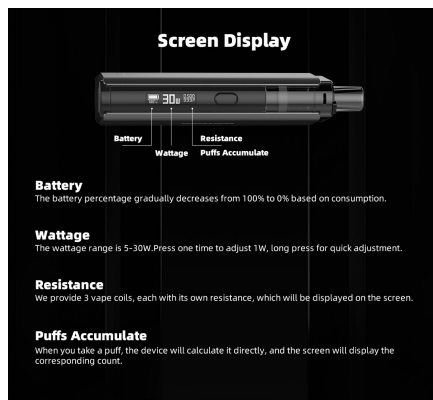 Screen Display
30W
Battery
Resistance
Wattage
Puffs Accumulate
Battery
The battery percentage gradually decreases from 100% to 0% based on consumption.
Wattage
The wattage range is 5-30W.Press one time to adjust 1W, long press for quick adjustment.
Resistance
We provide 3 vape coils, each with its own resistance, which will be displayed on the screen.
Puffs Accumulate
When you take a puff, the device will calculate it directly, and the screen will display the
corresponding count.